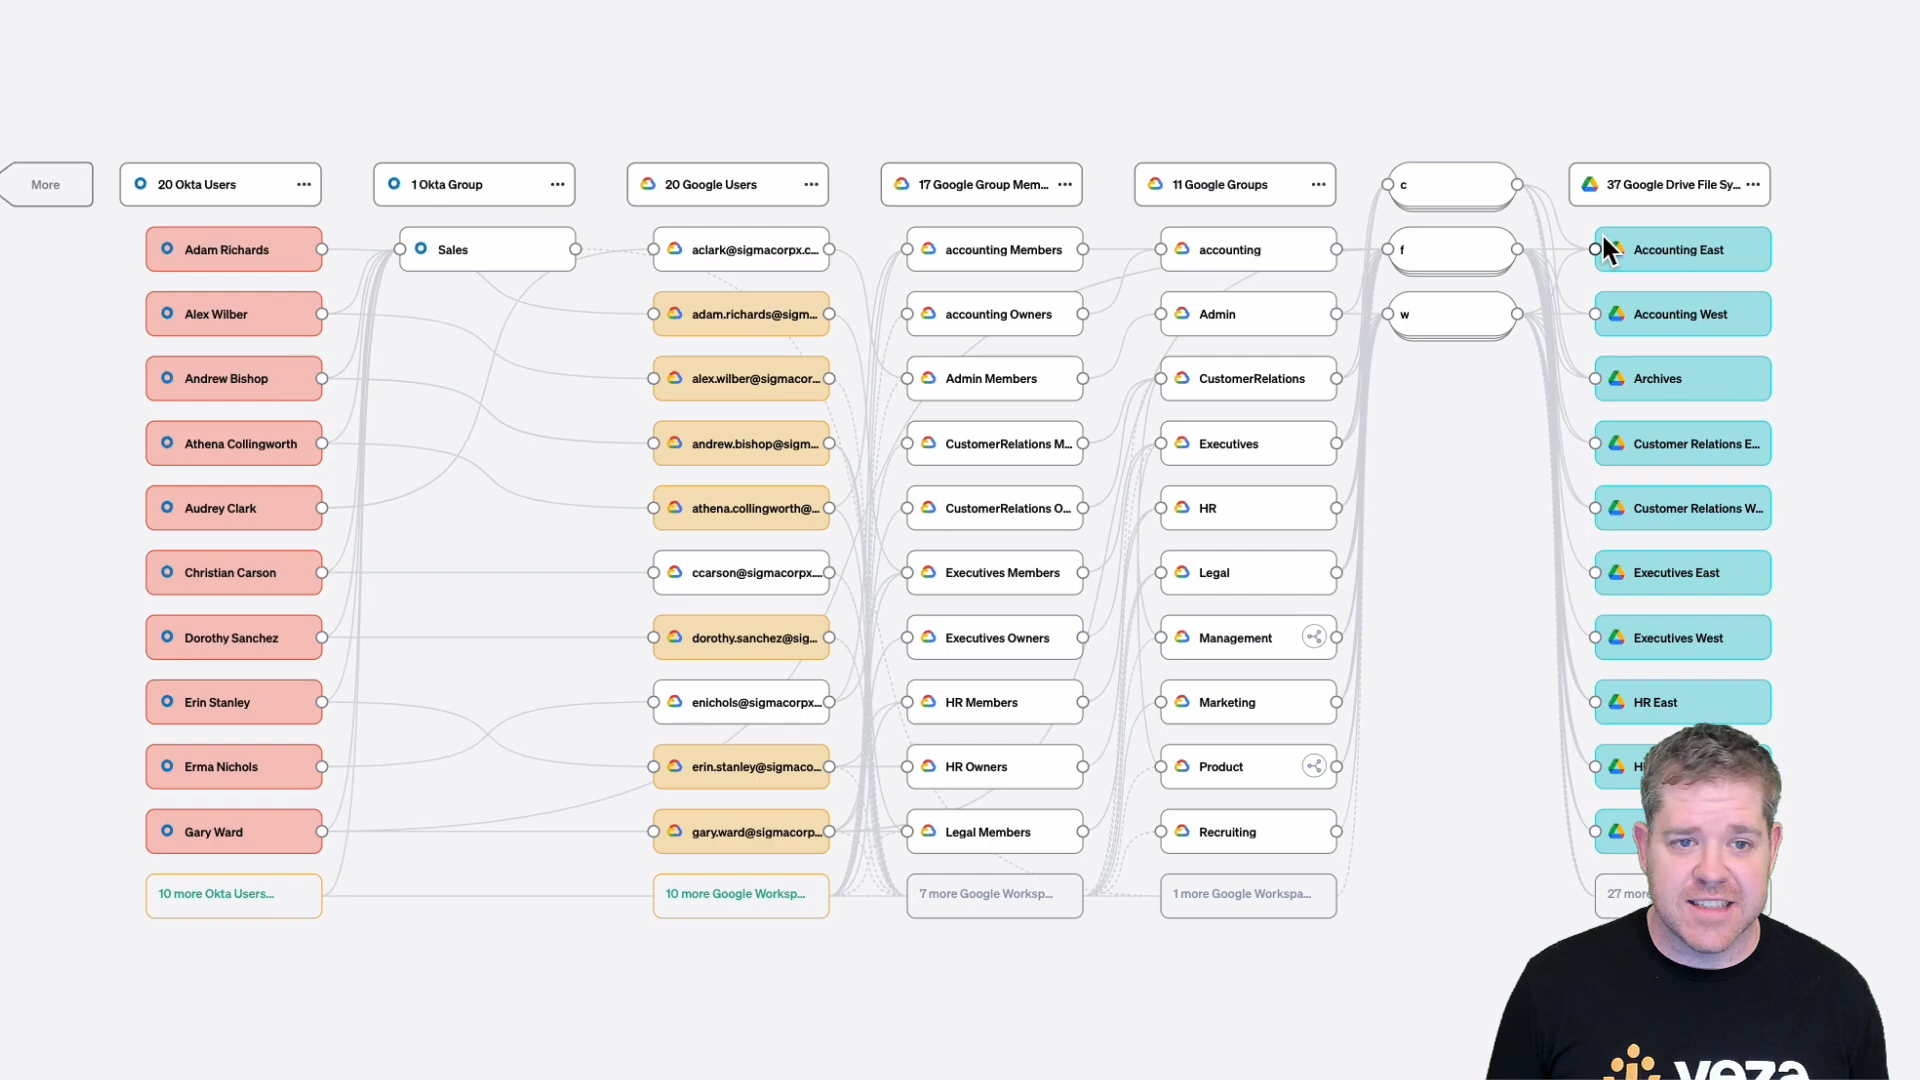 More
20 Okta Users
1 Okta Group
20 Google Users
17 Google Group Mem...
11 Google Groups
c
37 Google Drive File Sy...
Adam Richards
Sales
aclark@sigmacorpx.c...
accounting Members
accounting
f
Accounting East
Alex Wilber
adam.richards@sigm...
accounting Owners
Admin
w
Accounting West
Andrew Bishop
alex.wilber@sigmacor...
Admin Members
CustomerRelations
Archives
Athena Collingworth
andrew.bishop@sigm...
CustomerRelations M...
Executives
Customer Relations E...
Audrey Clark
athena.collingworth@...
CustomerRelations O...
HR
Customer Relations W...
Christian Carson
ccarson@sigmacorpx....
Executives Members
Legal
Executives East
Dorothy Sanchez
dorothy.sanchez@sig...
Executives Owners
Management
Executives West
Erin Stanley
enichols@sigmacorpx...
HR Members
Marketing
HR East
Erma Nichols
erin.stanley@sigmaco...
HR Owners
Product
Gary Ward
gary.ward@sigmacorp...
Legal Members
Recruiting
10 more Okta Users...
10 more Google Worksp...
7 more Google Worksp...
1 more Google Workspa...
27 more
veza